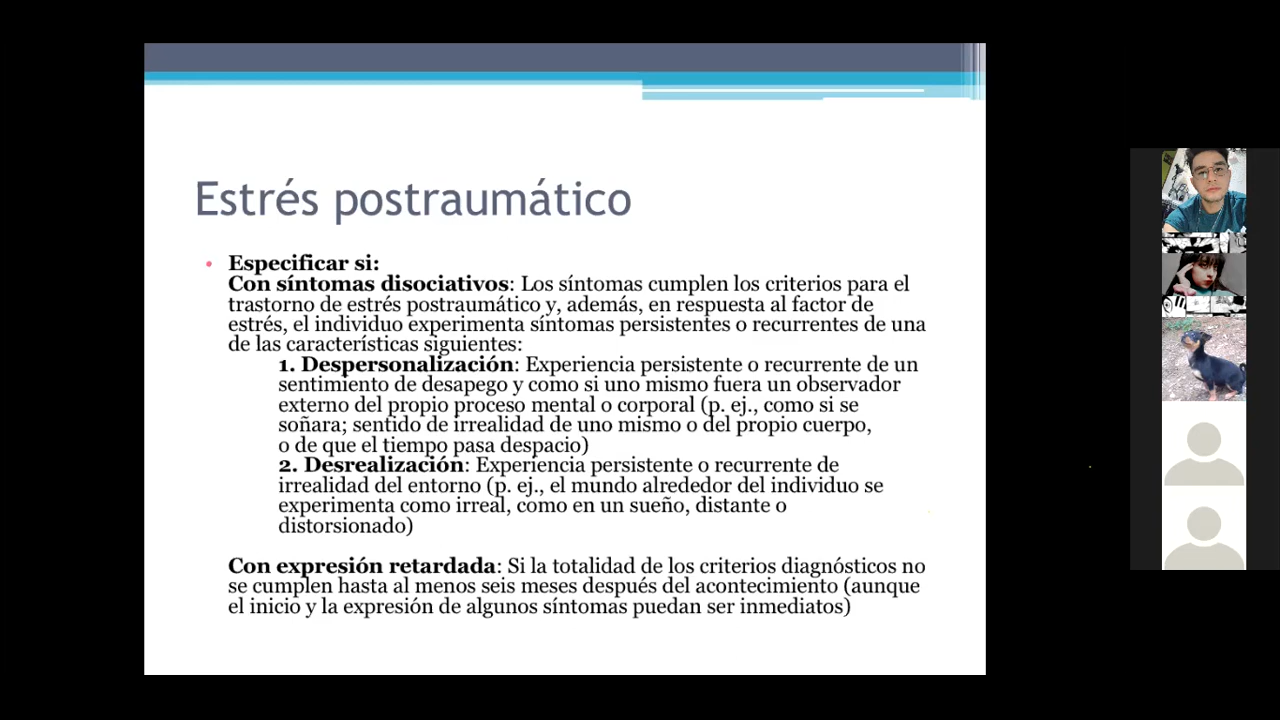 Estrés postraumático
• Especificar si:
Con síntomas disociativos: Los síntomas cumplen los criterios para el
trastorno de estrés postraumático y, además, en respuesta al factor de
estrés, el individuo experimenta síntomas persistentes o recurrentes de una
de las características siguientes:
1. Despersonalización: Experiencia persistente o recurrente de un
sentimiento de desapego y como si uno mismo fuera un observador
externo del propio proceso mental o corporal (p. ej., como si se
soñara; sentido de irrealidad de uno mismo o del propio cuerpo,
o de que el tiempo pasa despacio)
2. Desrealización: Experiencia persistente o recurrente de
irrealidad del entorno (p. ej., el mundo alrededor del individuo se
experimenta como irreal, como en un sueño, distante o
distorsionado)
Con expresión retardada: Si la totalidad de los criterios diagnósticos no
se cumplen hasta al menos seis meses después del acontecimiento (aunque
el inicio y la expresión de algunos síntomas puedan ser inmediatos)